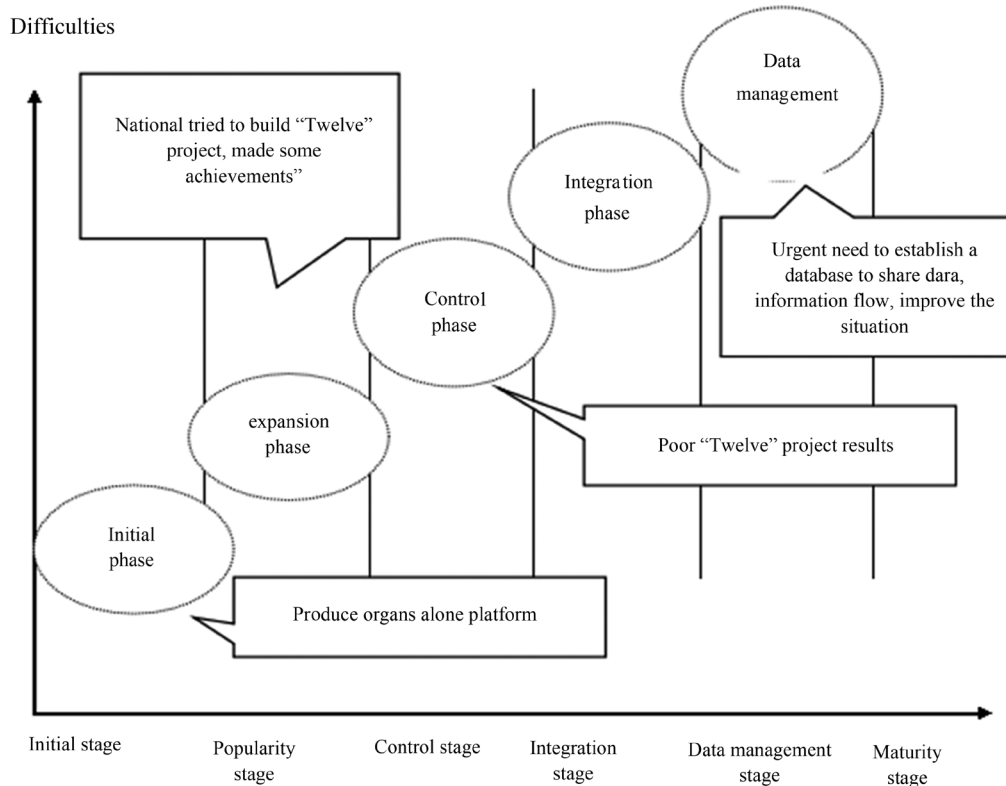 Difficulties
Data
management
National tried to build “Twelve”
project, made some
achievements”
Integration
phase
Urgent need to establish a
database to share dara,
information flow, improve the
situation
Control
phase
expansion
phase
Poor “Twelve” project results
Initial
phase
Produce organs alone platform
Initial stage
Popularity
stage
Control stage
Integration
stage
Data management
stage
Maturity
stage